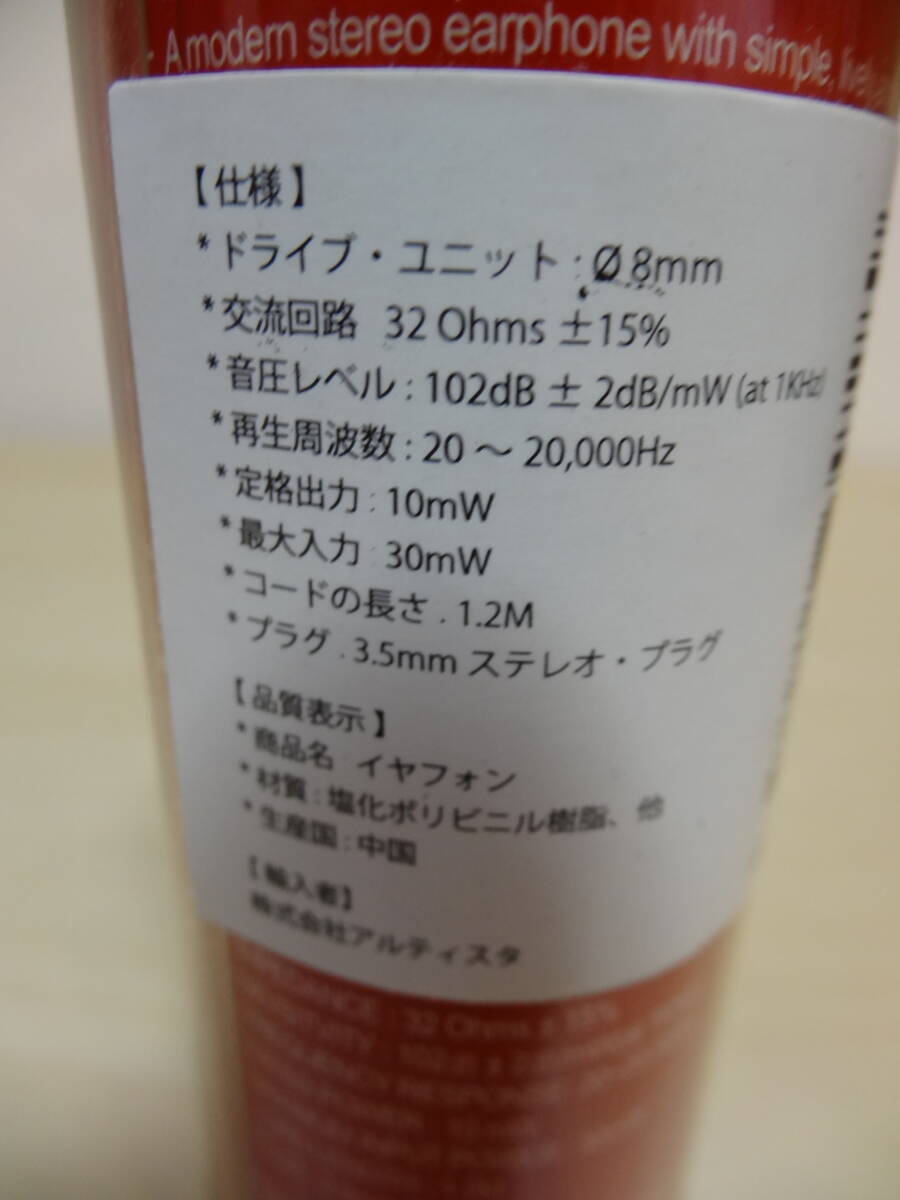 - A modern stereo earphone with simple,
【仕様】
* ドライブ・ユニット : Ø 8mm
* 交流回路 32 Ohms ±15%
* 音圧レベル : 102dB ± 2dB/mW (at 1KHz)
* 再生周波数 : 20 ～ 20,000Hz
* 定格出力 : 10mW
* 最大入力 30mW
* コードの長さ . 1.2M
* プラグ . 3.5mm ステレオ・プラグ
【品質表示】
* 商品名 イヤフォン
* 材質 : 塩化ポリビニル樹脂、他
* 生産国 : 中国
【輸入者】
株式会社アルティスタ
32 Ohms ± 15%